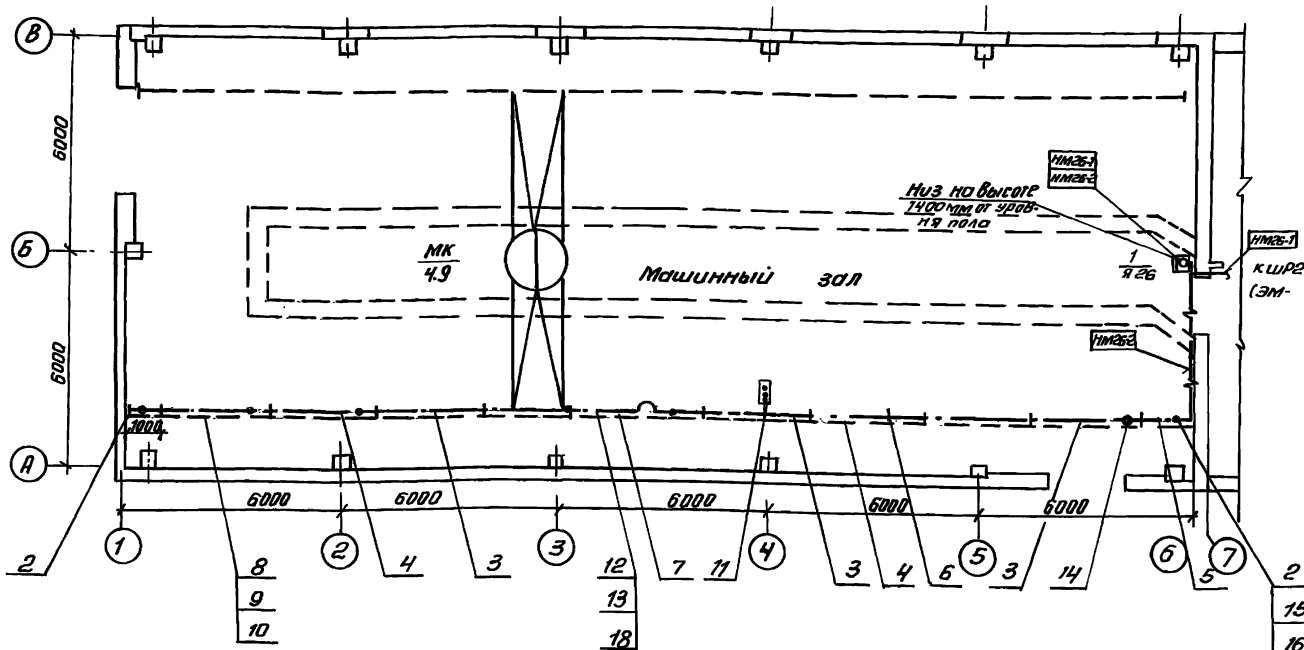 В
6000
НМ26-1
НМ26-2
Низ на высоте
1400 мм от уров-
ня пола
Б
МК
4.9
Машинный зал
1
Я26
НМ26-1
к ШР2
(ЭМ-
6000
НМ26-2
1000
А
6000
6000
6000
6000
6000
1
2
3
4
5
6
7
2
8
9
10
4
3
12
13
18
7
11
3
4
6
3
14
5
2
15
16